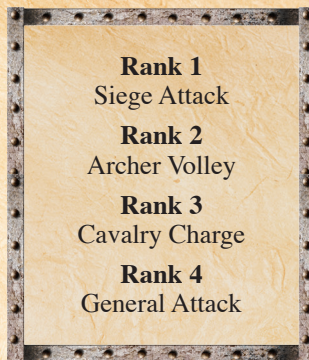 Rank 1
Siege Attack
Rank 2
Archer Volley
Rank 3
Cavalry Charge
Rank 4
General Attack